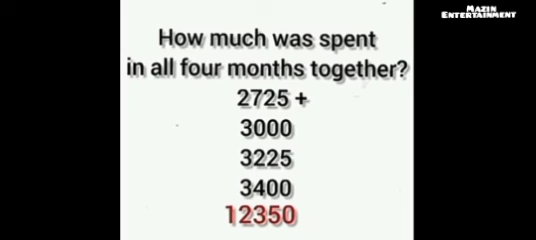 MAZIN
ENTERTAINMENT
How much was spent
in all four months together?
2725 +
3000
3225
3400
12350